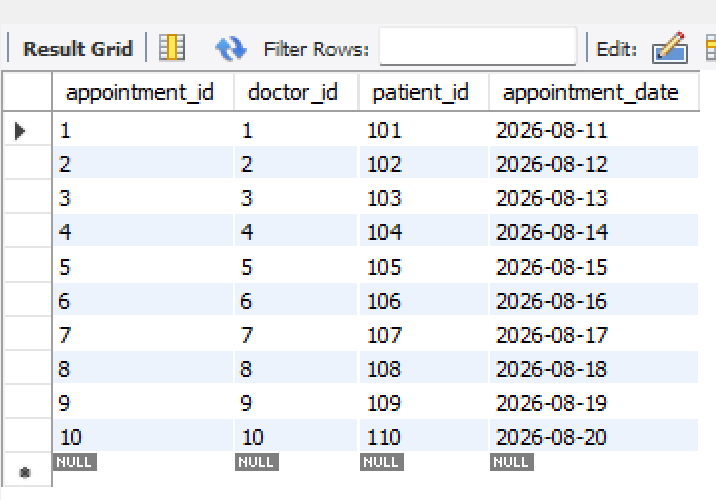 Result Grid Filter Rows: Edit:
appointment_id doctor_id patient_id appointment_date
1 1 101 2026-08-11
2 2 102 2026-08-12
3 3 103 2026-08-13
4 4 104 2026-08-14
5 5 105 2026-08-15
6 6 106 2026-08-16
7 7 107 2026-08-17
8 8 108 2026-08-18
9 9 109 2026-08-19
10 10 110 2026-08-20
NULL NULL NULL NULL